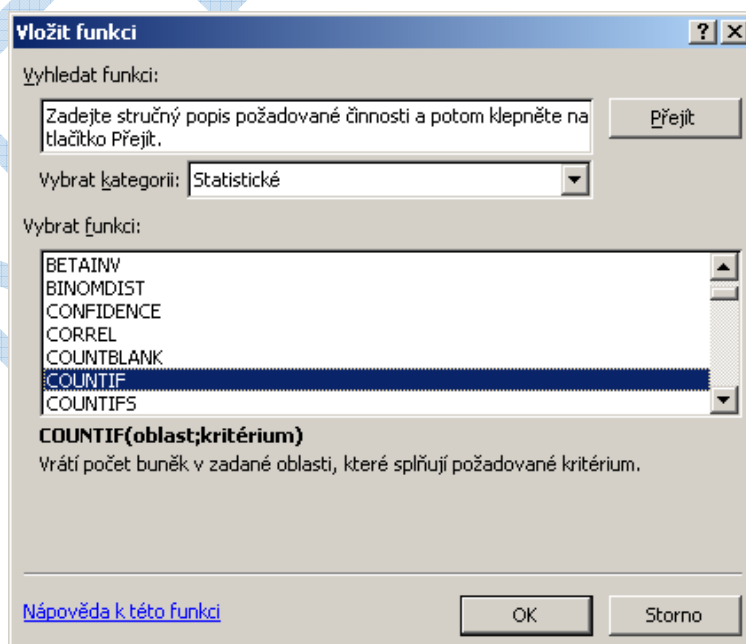 Vložit funkci
Vyhledat funkci:
Zadejte stručný popis požadované činnosti a potom klepněte na
tlačítko Přejít.
Přejít
Vybrat kategorii: Statistické
Vybrat funkci:
BETAINV
BINOMDIST
CONFIDENCE
CORREL
COUNTBLANK
COUNTIF
COUNTIFS
COUNTIF(oblast;kritérium)
Vrátí počet buněk v zadané oblasti, které splňují požadované kritérium.
Nápověda k této funkci
OK
Storno